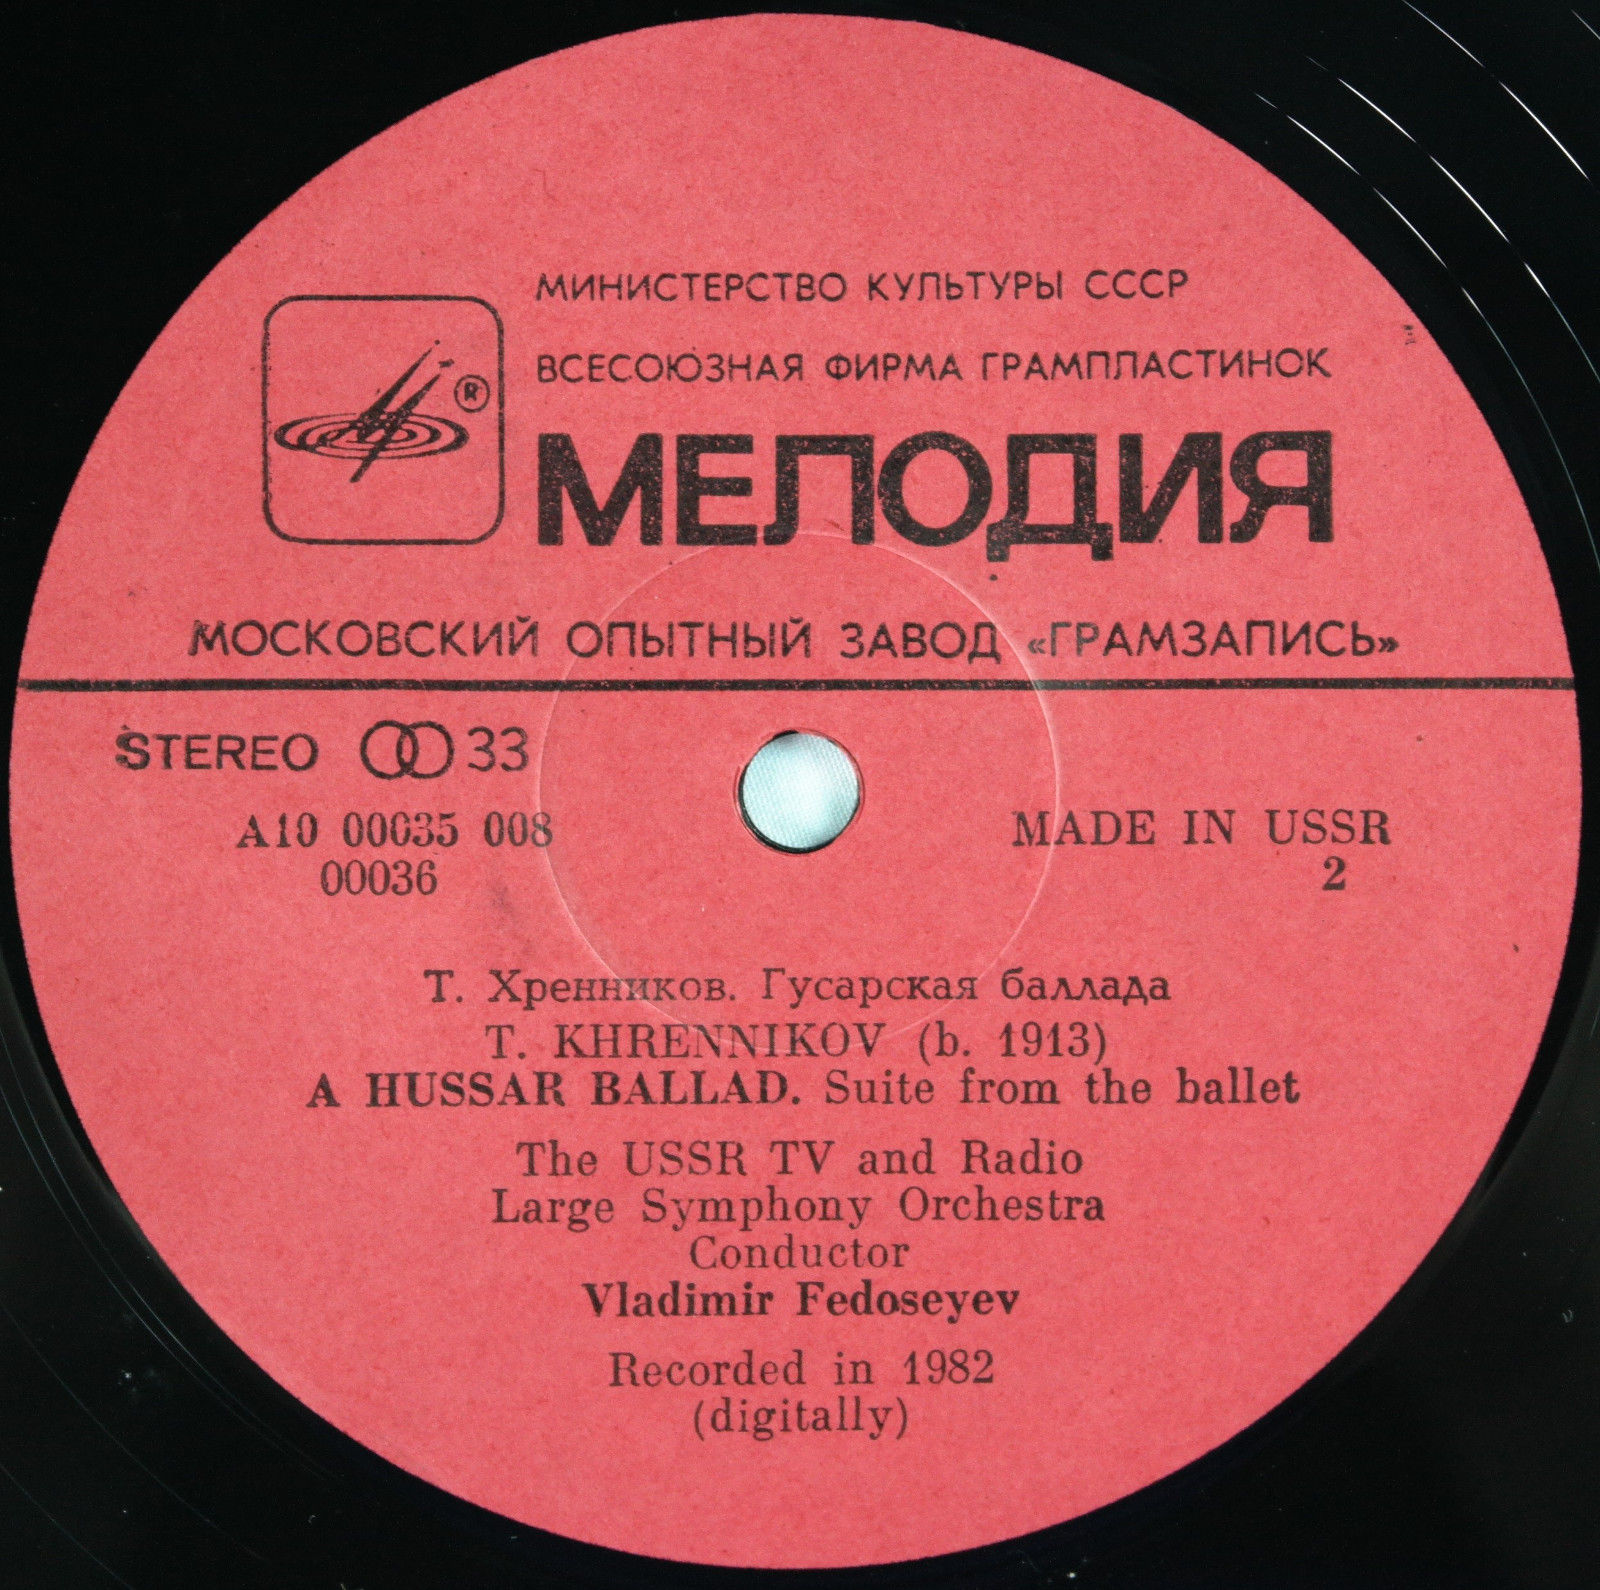 МИНИСТЕРСТВО КУЛЬТУРЫ СССР
ВСЕСОЮЗНАЯ ФИРМА ГРАМПЛАСТИНОК
®
МЕЛОДИЯ
МОСКОВСКИЙ ОПЫТНЫЙ ЗАВОД «ГРАМЗАПИСЬ»
STEREO 33
A10 00035 008
00036
MADE IN USSR
2
Т. Хренников. Гусарская баллада
T. KHRENNIKOV (b. 1913)
A HUSSAR BALLAD. Suite from the ballet
The USSR TV and Radio
Large Symphony Orchestra
Conductor
Vladimir Fedoseyev
Recorded in 1982
(digitally)